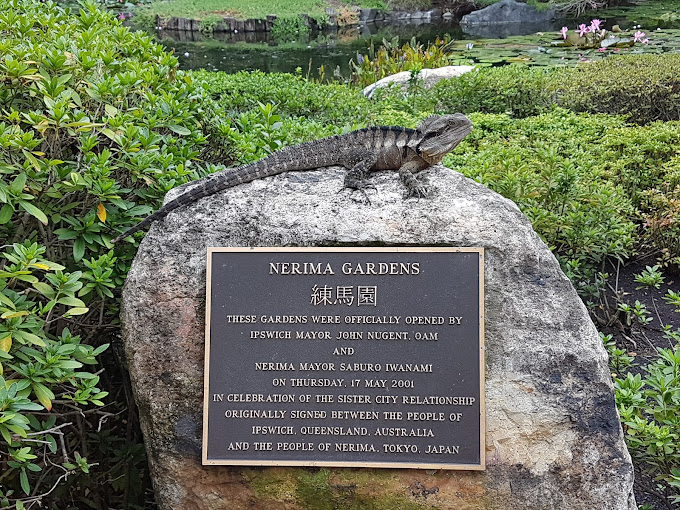 NERIMA GARDENS
練馬園
THESE GARDENS WERE OFFICIALLY OPENED BY
IPSWICH MAYOR JOHN NUGENT, OAM
AND
NERIMA MAYOR SABURO IWANAMI
ON THURSDAY, 17 MAY 2001
IN CELEBRATION OF THE SISTER CITY RELATIONSHIP
ORIGINALLY SIGNED BETWEEN THE PEOPLE OF
IPSWICH, QUEENSLAND, AUSTRALIA
AND THE PEOPLE OF NERIMA, TOKYO, JAPAN